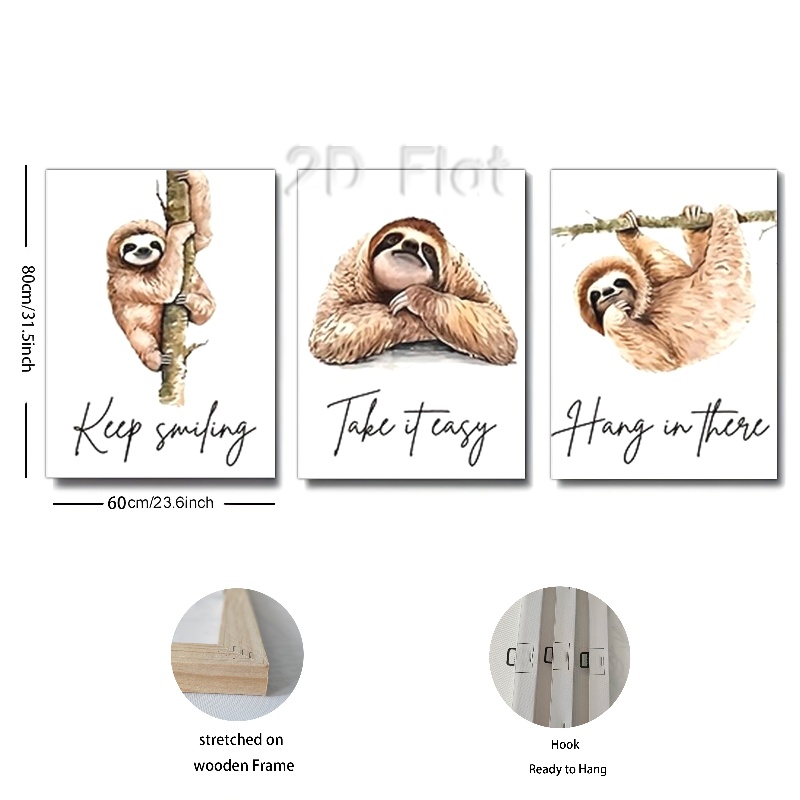 2D Flat
80cm/31.5inch
Keep smiling
Take it easy
Hang in there
60cm/23.6inch
stretched on
wooden Frame
Hook
Ready to Hang